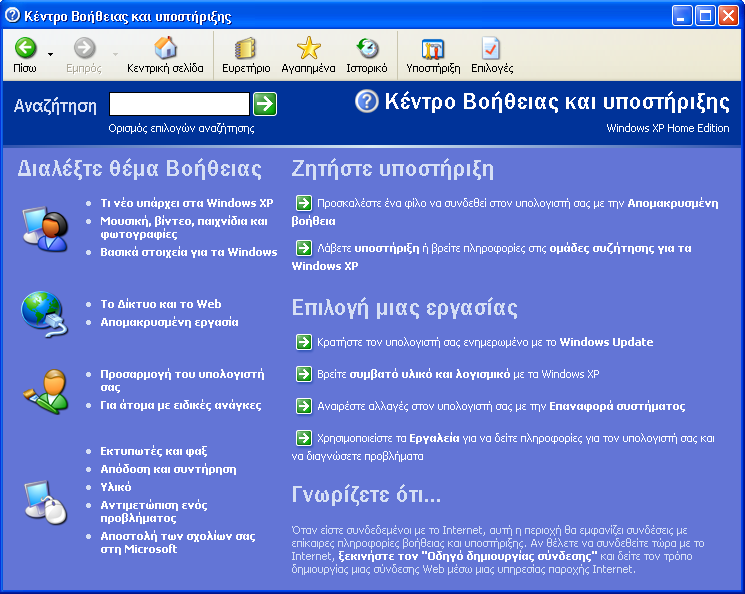 Κέντρο Βοήθειας και υποστήριξης
Πίσω
Εμπρός
Κεντρική σελίδα
Ευρετήριο
Αγαπημένα
Ιστορικό
Υποστήριξη
Επιλογές
Αναζήτηση
Ορισμός επιλογών αναζήτησης
Κέντρο Βοήθειας και υποστήριξης
Windows XP Home Edition
Διαλέξτε θέμα Βοήθειας
Τι νέο υπάρχει στα Windows XP
Μουσική, βίντεο, παιχνίδια και
φωτογραφίες
Βασικά στοιχεία για τα Windows
Το Δίκτυο και το Web
Απομακρυσμένη εργασία
Προσαρμογή του υπολογιστή
σας
Για άτομα με ειδικές ανάγκες
Εκτυπωτές και φαξ
Απόδοση και συντήρηση
Υλικό
Αντιμετώπιση ενός
προβλήματος
Αποστολή των σχολίων σας
στη Microsoft
Ζητήστε υποστήριξη
Προσκαλέστε ένα φίλο να συνδεθεί στον υπολογιστή σας με την Απομακρυσμένη
βοήθεια
Λάβετε υποστήριξη ή βρείτε πληροφορίες στις ομάδες συζήτησης για τα
Windows XP
Επιλογή μιας εργασίας
Κρατήστε τον υπολογιστή σας ενημερωμένο με το Windows Update
Βρείτε συμβατό υλικό και λογισμικό με τα Windows XP
Αναιρέστε αλλαγές στον υπολογιστή σας με την Επαναφορά συστήματος
Χρησιμοποιείστε τα Εργαλεία για να δείτε πληροφορίες για τον υπολογιστή σας και
να διαγνώσετε προβλήματα
Γνωρίζετε ότι...
Όταν είστε συνδεδεμένοι με το Internet, αυτή η περιοχή θα εμφανίζει συνδέσεις με
επίκαιρες πληροφορίες βοήθειας και υποστήριξης. Αν θέλετε να συνδεθείτε τώρα με το
Internet, ξεκινήστε τον "Οδηγό δημιουργίας σύνδεσης" και δείτε τον τρόπο
δημιουργίας μιας σύνδεσης Web μέσω μιας υπηρεσίας παροχής Internet.